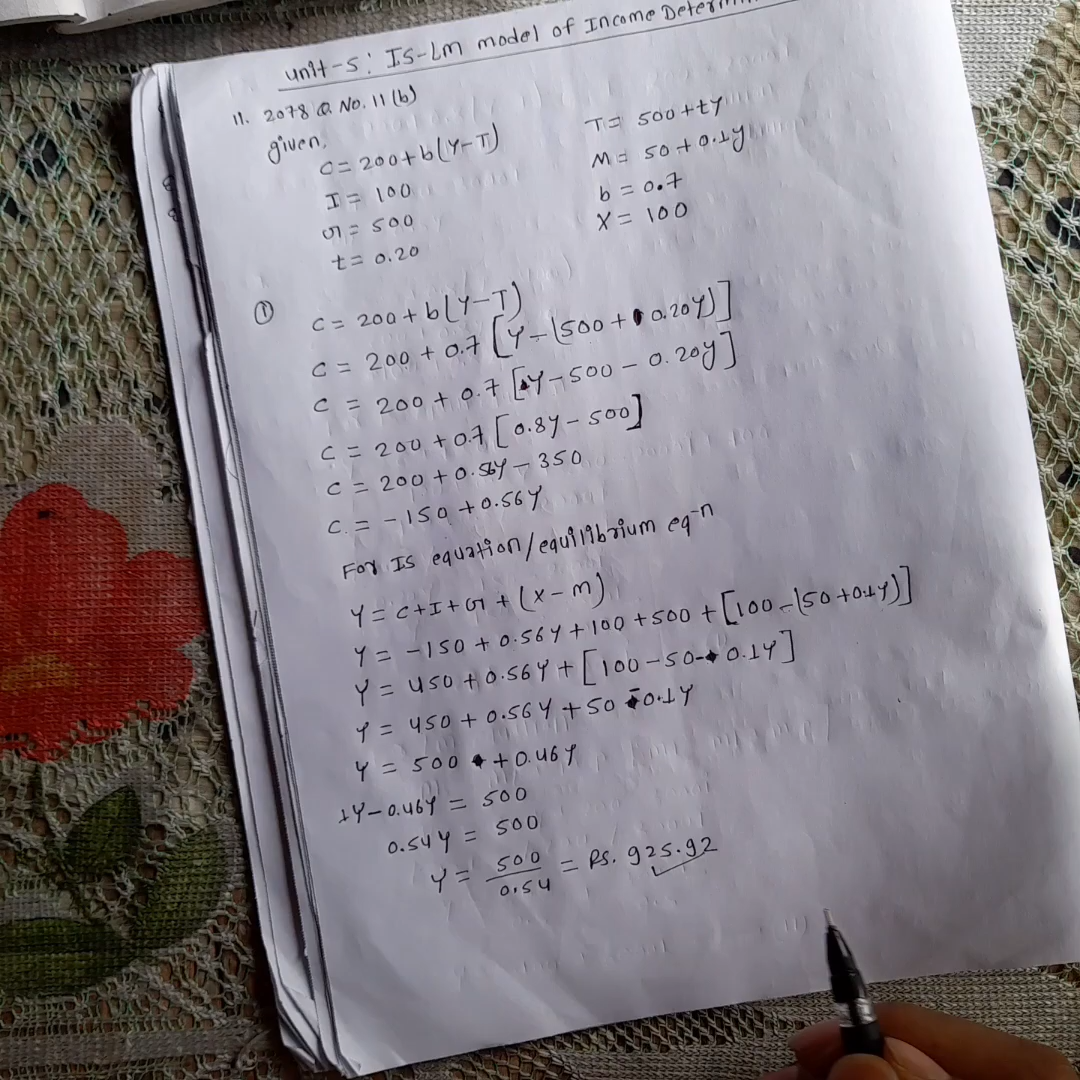 Unit-5: IS-LM model of Income
11. 2078 Q. No. 11(b)
given,
C = 200+b(Y-T)
I = 100
G = 500
t = 0.20
T = 500+tY
M = 50+0.1Y
b = 0.7
X = 100
① C = 200+b(Y-T)
C = 200 + 0.7 [Y-(500+0.20Y)]
C = 200 + 0.7 [Y-500-0.20Y]
C = 200 + 0.7 [0.8Y-500]
C = 200 + 0.56Y - 350
C = -150 + 0.56Y
For IS equation/equilibrium eq-n
Y = C+I+G+(X-M)
Y = -150 + 0.56Y + 100 + 500 + [100-(50+0.1Y)]
Y = 450 + 0.56Y + [100-50-0.1Y]
Y = 450 + 0.56Y + 50 - 0.1Y
Y = 500 + 0.46Y
1Y - 0.46Y = 500
0.54Y = 500
Y = 500/0.54 = Rs. 925.92